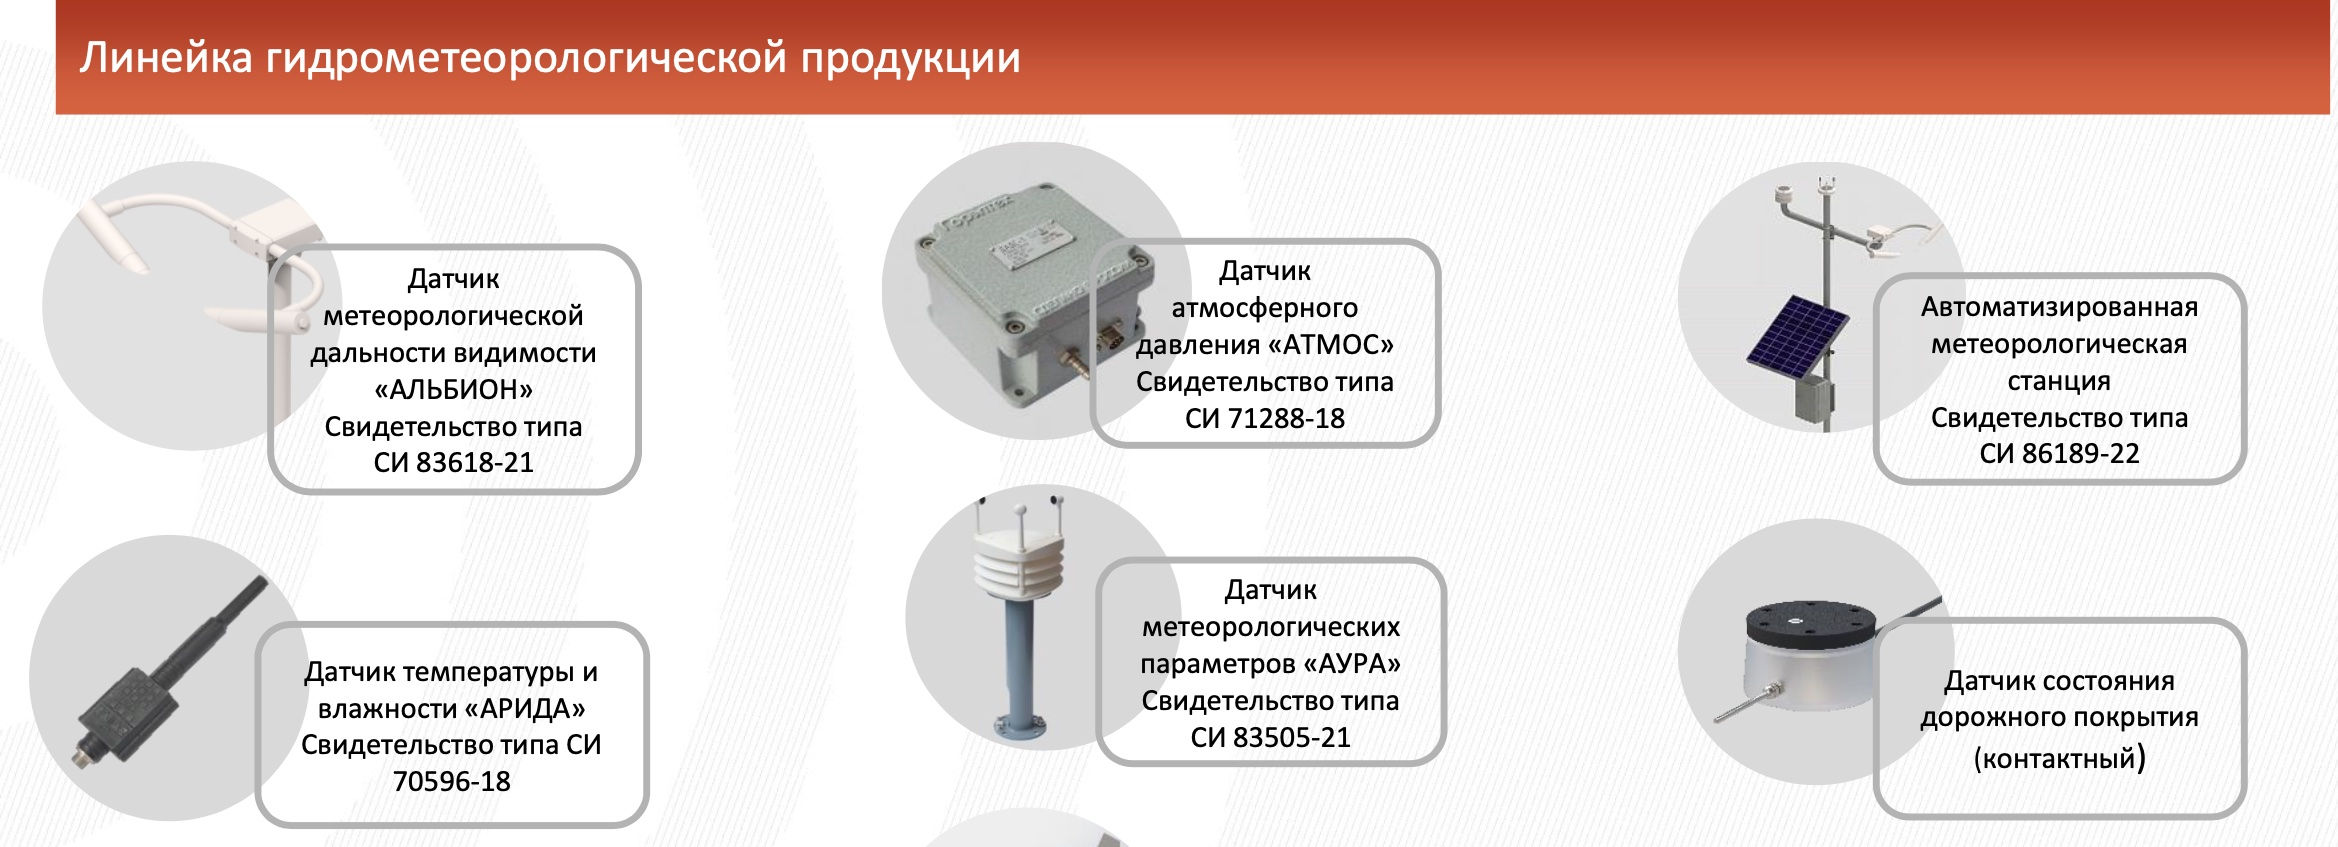 Линейка гидрометеорологической продукции
Датчик
метеорологической
дальности видимости
«АЛЬБИОН»
Свидетельство типа
СИ 83618-21
Датчик
атмосферного
давления «АТМОС»
Свидетельство типа
СИ 71288-18
Автоматизированная
метеорологическая
станция
Свидетельство типа
СИ 86189-22
Датчик температуры и
влажности «АРИДА»
Свидетельство типа СИ
70596-18
Датчик
метеорологических
параметров «АУРА»
Свидетельство типа
СИ 83505-21
Датчик состояния
дорожного покрытия
(контактный)